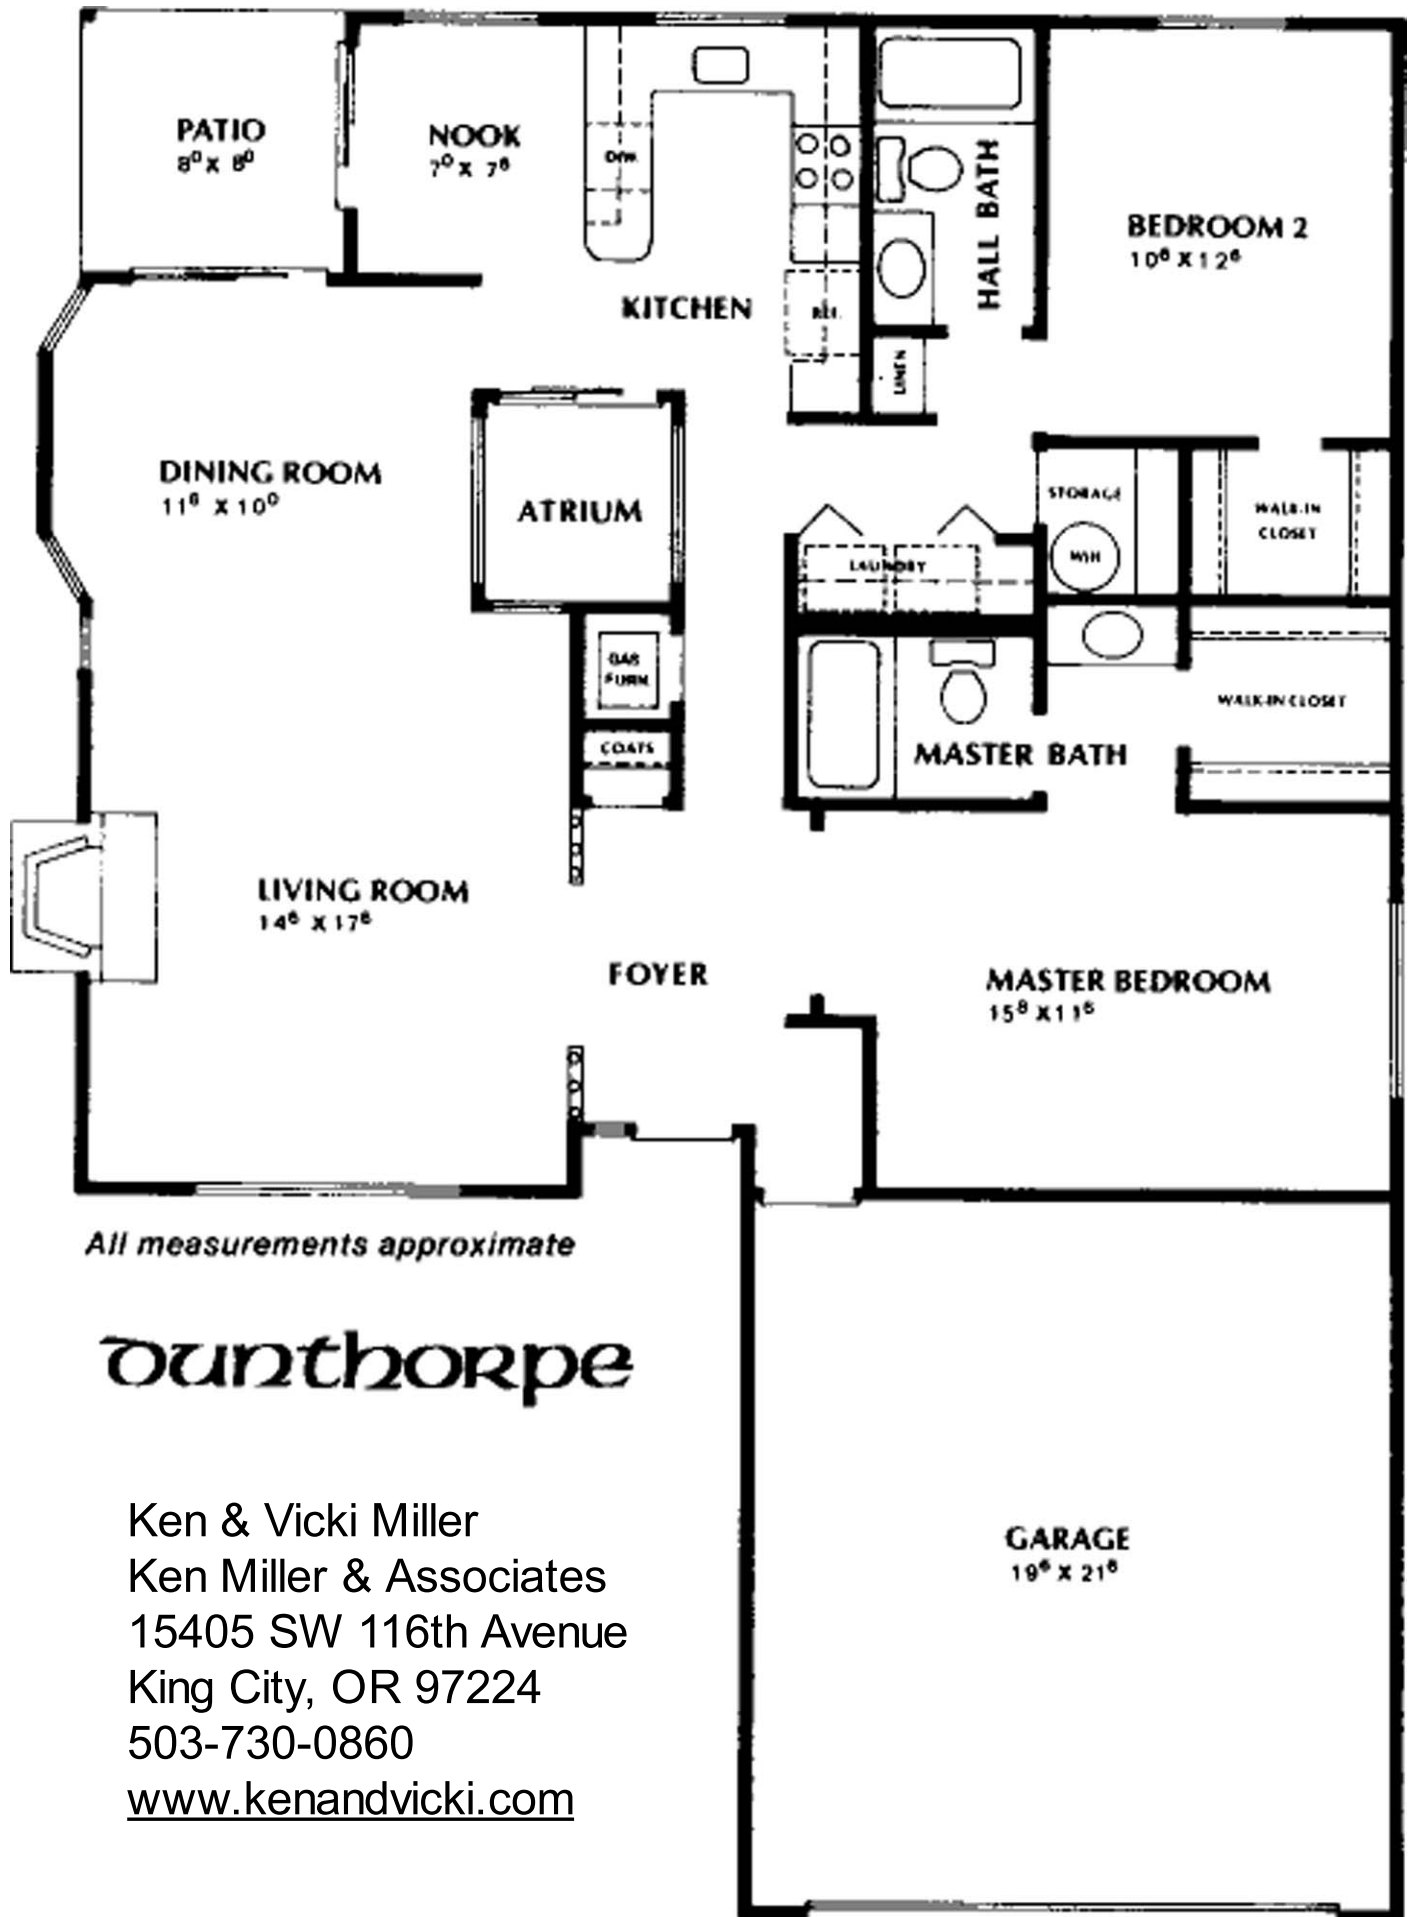 PATIO
8⁰ X 8⁰
NOOK
7⁰ X 7⁶
D/W.
HALL BATH
BEDROOM 2
10⁶ X 12⁶
KITCHEN
REF.
LINEN
DINING ROOM
11⁶ X 10⁰
ATRIUM
STORAGE
W/H
WALK-IN
CLOSET
LAUNDRY
GAS
FURN.
COATS
WALK-IN CLOSET
MASTER BATH
LIVING ROOM
14⁶ X 17⁶
FOYER
MASTER BEDROOM
15⁸ X 11⁶
All measurements approximate
Dunthorpe
Ken & Vicki Miller
Ken Miller & Associates
15405 SW 116th Avenue
King City, OR 97224
503-730-0860
www.kenandvicki.com
GARAGE
19⁶ X 21⁶